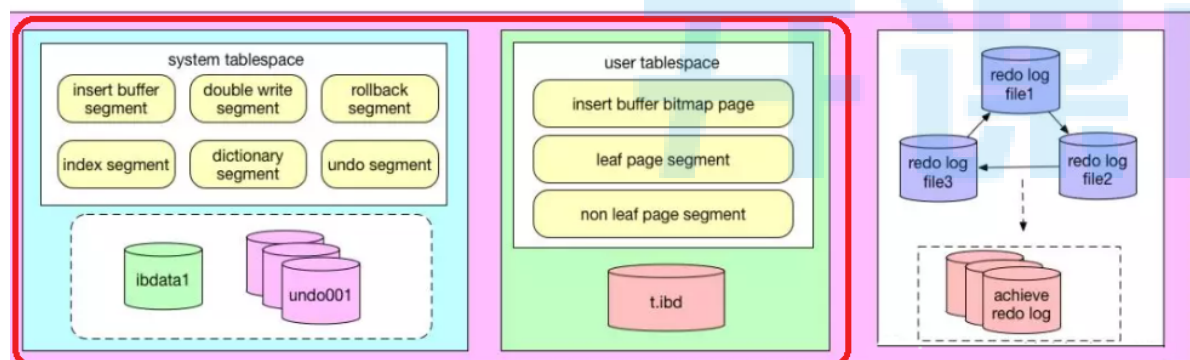 system tablespace
insert buffer
segment
double write
segment
rollback
segment
index segment
dictionary
segment
undo segment
ibdata1
undo001
user tablespace
insert buffer bitmap page
leaf page segment
non leaf page segment
t.ibd
redo log
file1
redo log
file3
redo log
file2
achieve
redo log